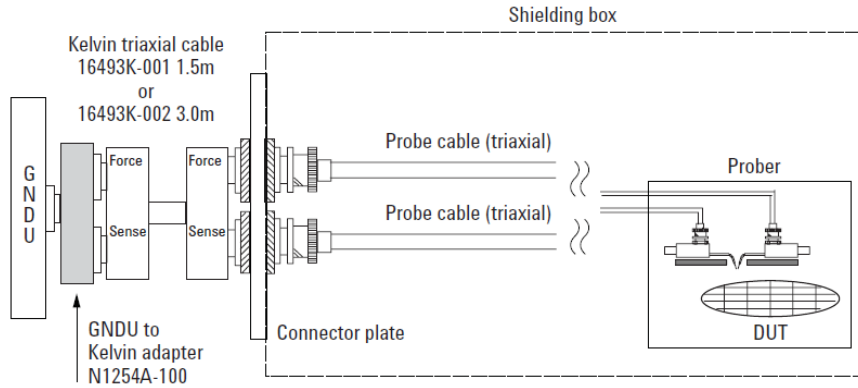 Shielding box
Kelvin triaxial cable
16493K-001 1.5m
or
16493K-002 3.0m
GNDU
Force
Sense
Force
Sense
Probe cable (triaxial)
Probe cable (triaxial)
Prober
DUT
Connector plate
GNDU to
Kelvin adapter
N1254A-100